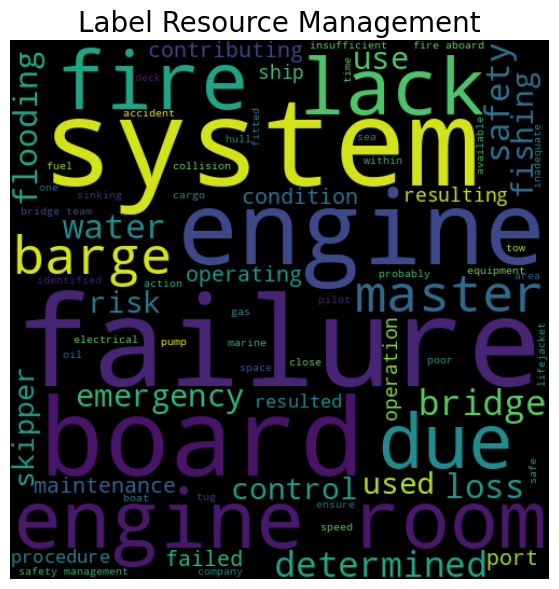 Label Resource Management
contributing
insufficient
fire aboard
fire
lack
use
ship
deck
time
safety
flooding
system
accident
fitted
hull
sea
available
fishing
inadequate
fuel
collision
within
one
sinking
cargo
condition
resulting
bridge team
water
engine
tow
barge
operating
probably
equipment
area
identified
action
risk
master
gas
pilot
failure
electrical
pump
marine
oil
space
close
operation
poor
lifejacket
skipper
emergency
resulted
bridge
board
due
maintenance
control
used
loss
safe
boat
tug
ensure
engine room
speed
procedure
failed
determined
port
safety management
company